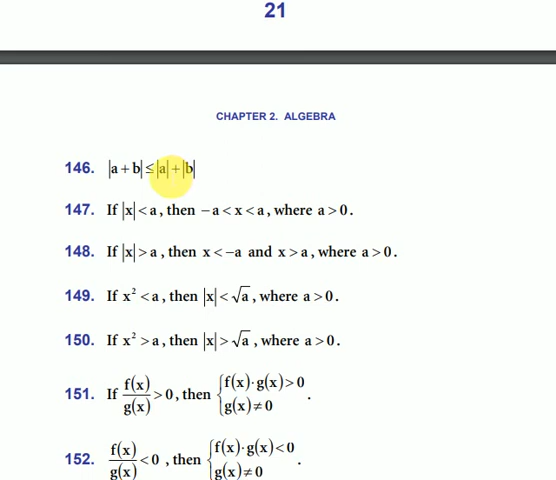 21
CHAPTER 2. ALGEBRA
146. |a + b| ≤ |a| + |b|
147. If |x| < a, then −a < x < a, where a > 0.
148. If |x| > a, then x < −a and x > a, where a > 0.
149. If x² < a, then |x| < √a, where a > 0.
150. If x² > a, then |x| > √a, where a > 0.
151. If f(x)/g(x) > 0, then {f(x)·g(x) > 0
g(x) ≠ 0.
152. f(x)/g(x) < 0, then {f(x)·g(x) < 0
g(x) ≠ 0.